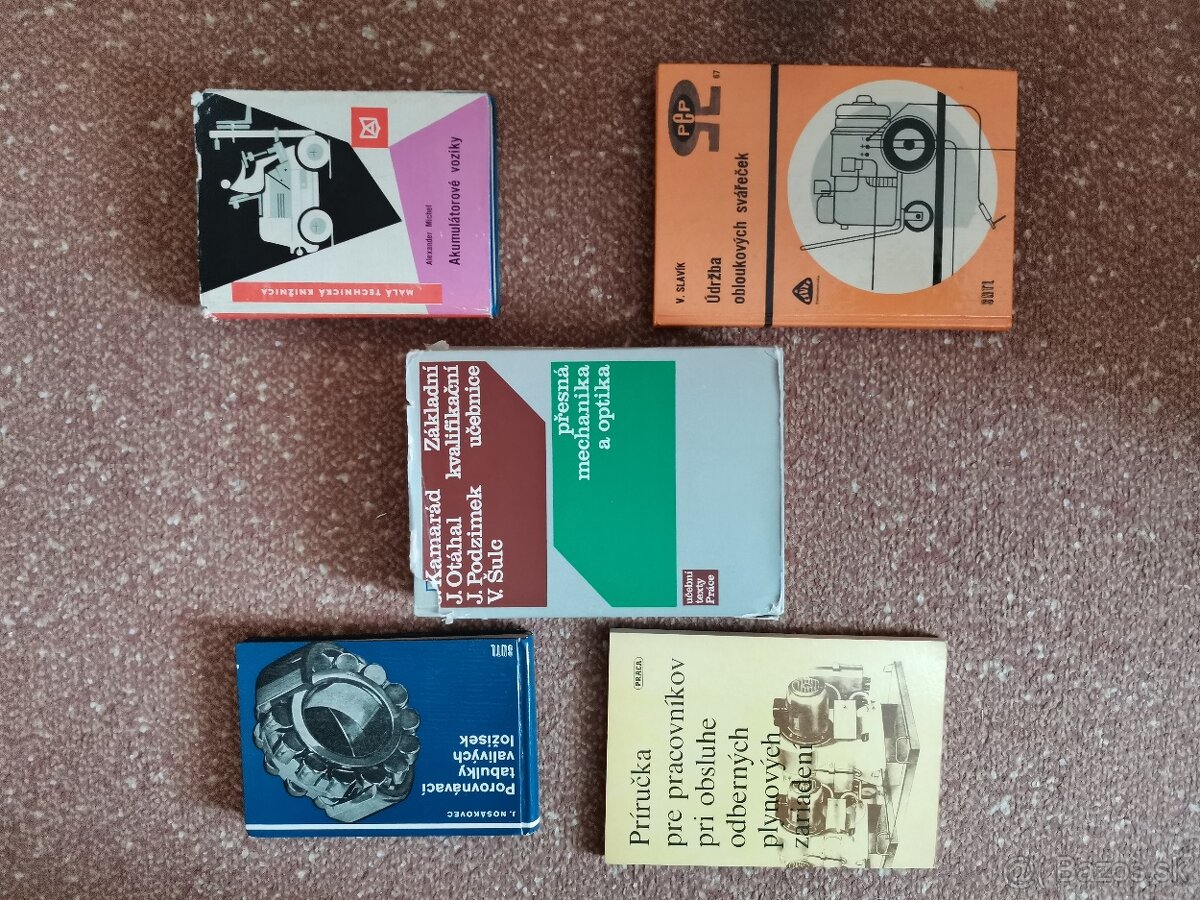 Alexander Michel
Akumulátorové vozíky
MALÁ TECHNICKÁ KNIŽNICA
PEP
67
V. SLAVÍK
Údržba
obloukových svářeček
SNTL
J. Kamarád
J. Otáhal
J. Podzimek
V. Šulc
Základní
kvalifikační
učebnice
přesná
mechanika
a optika
učební
texty
Práce
SNTL
J. NOSÁKOVEC
Porovnávací
tabulky
valivých
ložisek
PRÁCA
Príručka
pre pracovníkov
pri obsluhe
odberných
plynových
zariadení
© Bazos.sk